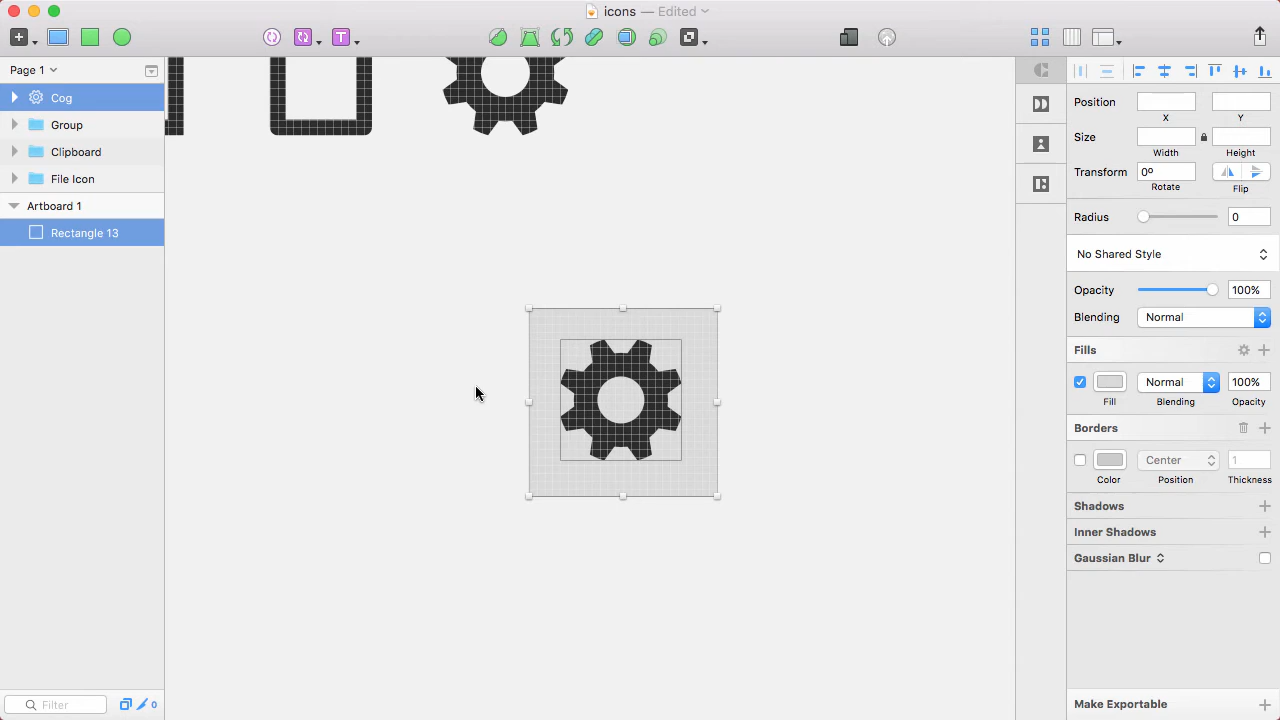 icons — Edited
T
Page 1
Cog
Group
Clipboard
File Icon
Artboard 1
Rectangle 13
Filter
0
Position
X
Y
Size
Width
Height
Transform
0º
Rotate
Flip
Radius
0
No Shared Style
Opacity
100%
Blending
Normal
Fills
Normal
100%
Fill
Blending
Opacity
Borders
Center
1
Color
Position
Thickness
Shadows
Inner Shadows
Gaussian Blur
Make Exportable